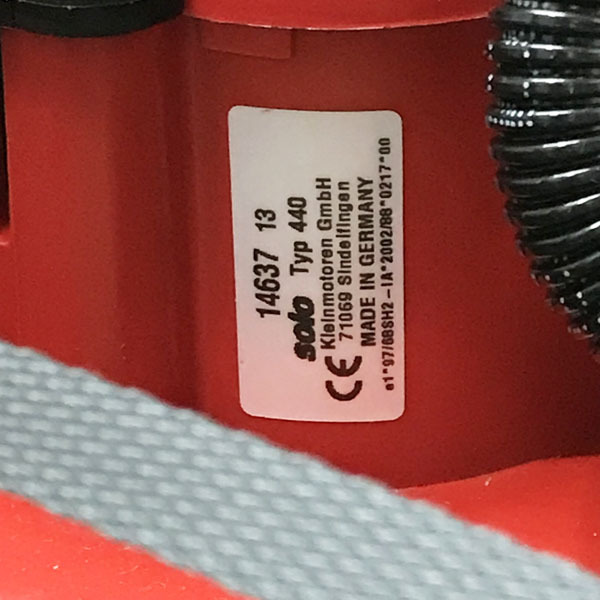 14637 13
solo Typ 440
Kleinmotoren GmbH
71069 Sindelfingen
MADE IN GERMANY
CE e1*97/68SH2-IA*2002/88*0217*00